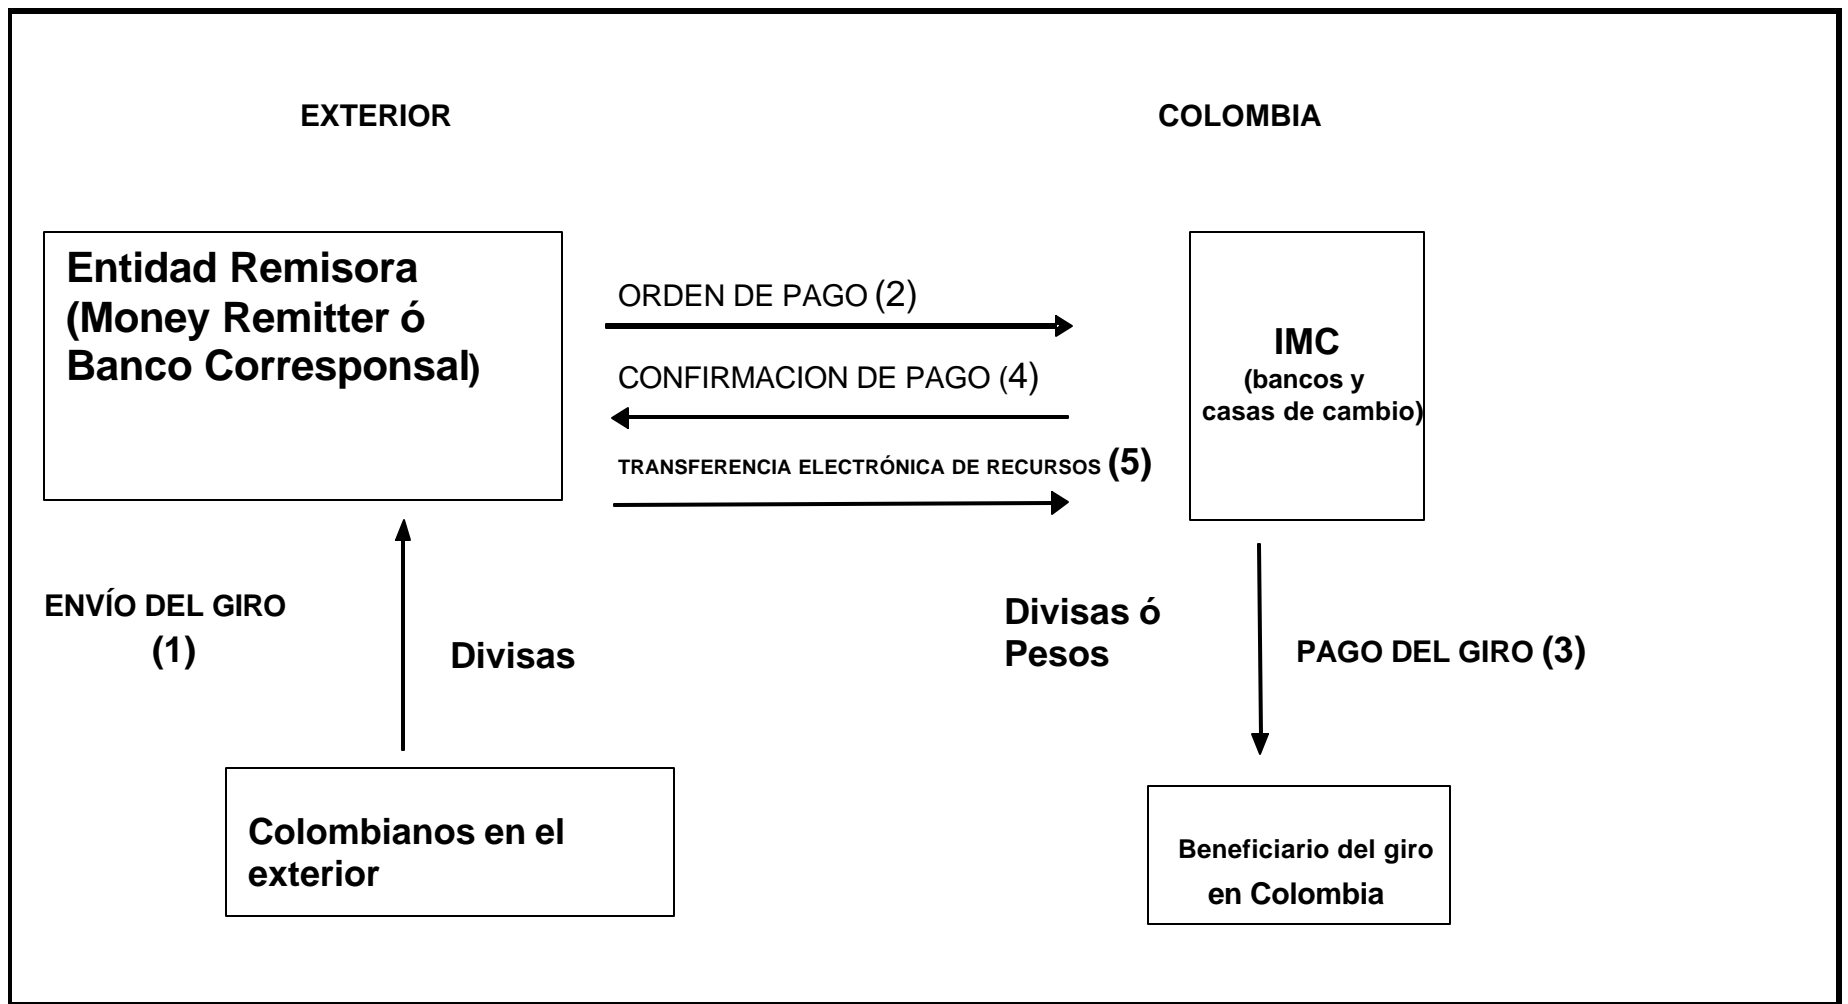 EXTERIOR
COLOMBIA
Entidad Remisora
(Money Remitter ó
Banco Corresponsal)
ORDEN DE PAGO (2)
CONFIRMACION DE PAGO (4)
TRANSFERENCIA ELECTRÓNICA DE RECURSOS (5)
IMC
(bancos y
casas de cambio)
ENVÍO DEL GIRO
(1)
Divisas
Divisas ó
Pesos
PAGO DEL GIRO (3)
Colombianos en el
exterior
Beneficiario del giro
en Colombia